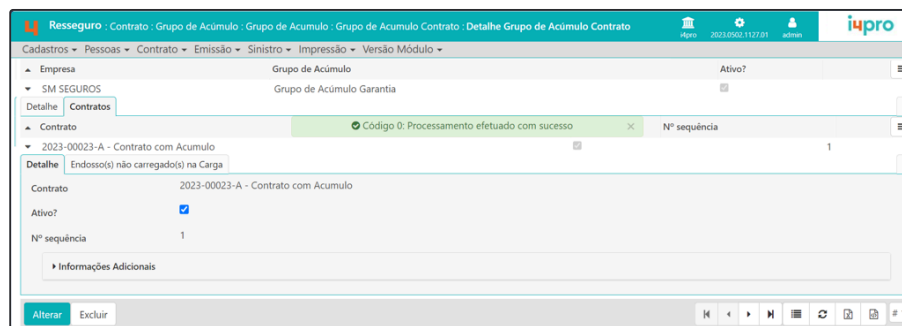 Resseguro : Contrato : Grupo de Acúmulo : Grupo de Acumulo : Grupo de Acumulo Contrato : Detalhe Grupo de Acúmulo Contrato
i4pro 2023.0502.1127.01 admin i4pro
Cadastros Pessoas Contrato Emissão Sinistro Impressão Versão Módulo
Empresa Grupo de Acúmulo Ativo?
SM SEGUROS Grupo de Acúmulo Garantia
Detalhe Contratos
Contrato Código 0: Processamento efetuado com sucesso × Nº sequência
2023-00023-A - Contrato com Acumulo 1
Detalhe Endosso(s) não carregado(s) na Carga
Contrato 2023-00023-A - Contrato com Acumulo
Ativo?
Nº sequência 1
Informações Adicionais
Alterar Excluir #